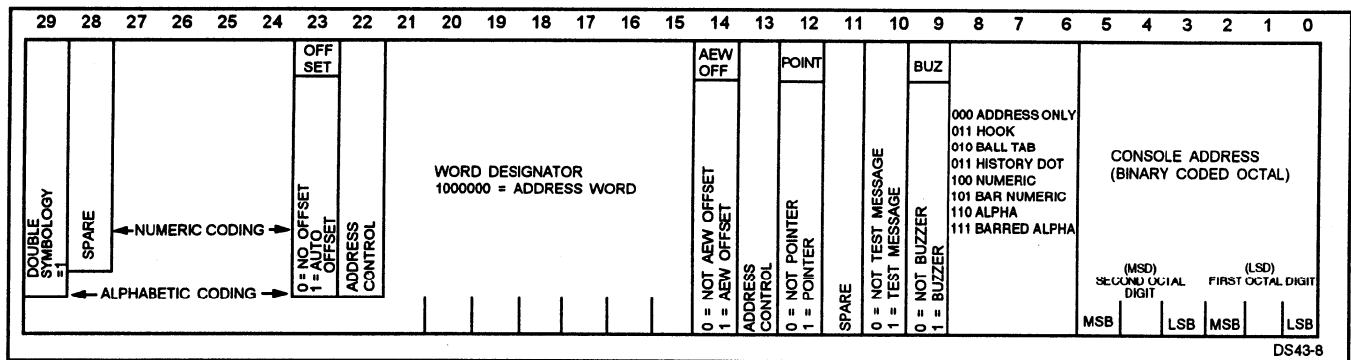 29 28 27 26 25 24 23 22 21 20 19 18 17 16 15 14 13 12 11 10 9 8 7 6 5 4 3 2 1 0
DOUBLE
SYMBOLOGY
=1
SPARE
NUMERIC CODING
ALPHABETIC CODING
OFF
SET
0 = NO OFFSET
1 = AUTO
OFFSET
ADDRESS
CONTROL
WORD DESIGNATOR
1000000 = ADDRESS WORD
AEW
OFF
0 = NOT AEW OFFSET
1 = AEW OFFSET
ADDRESS
CONTROL
POINT
0 = NOT POINTER
1 = POINTER
SPARE
0 = NOT TEST MESSAGE
1 = TEST MESSAGE
BUZ
0 = NOT BUZZER
1 = BUZZER
000 ADDRESS ONLY
011 HOOK
010 BALL TAB
011 HISTORY DOT
100 NUMERIC
101 BAR NUMERIC
110 ALPHA
111 BARRED ALPHA
CONSOLE ADDRESS
(BINARY CODED OCTAL)
(MSD)
SECOND OCTAL
DIGIT
(LSD)
FIRST OCTAL DIGIT
MSB LSB MSB LSB
DS43-8